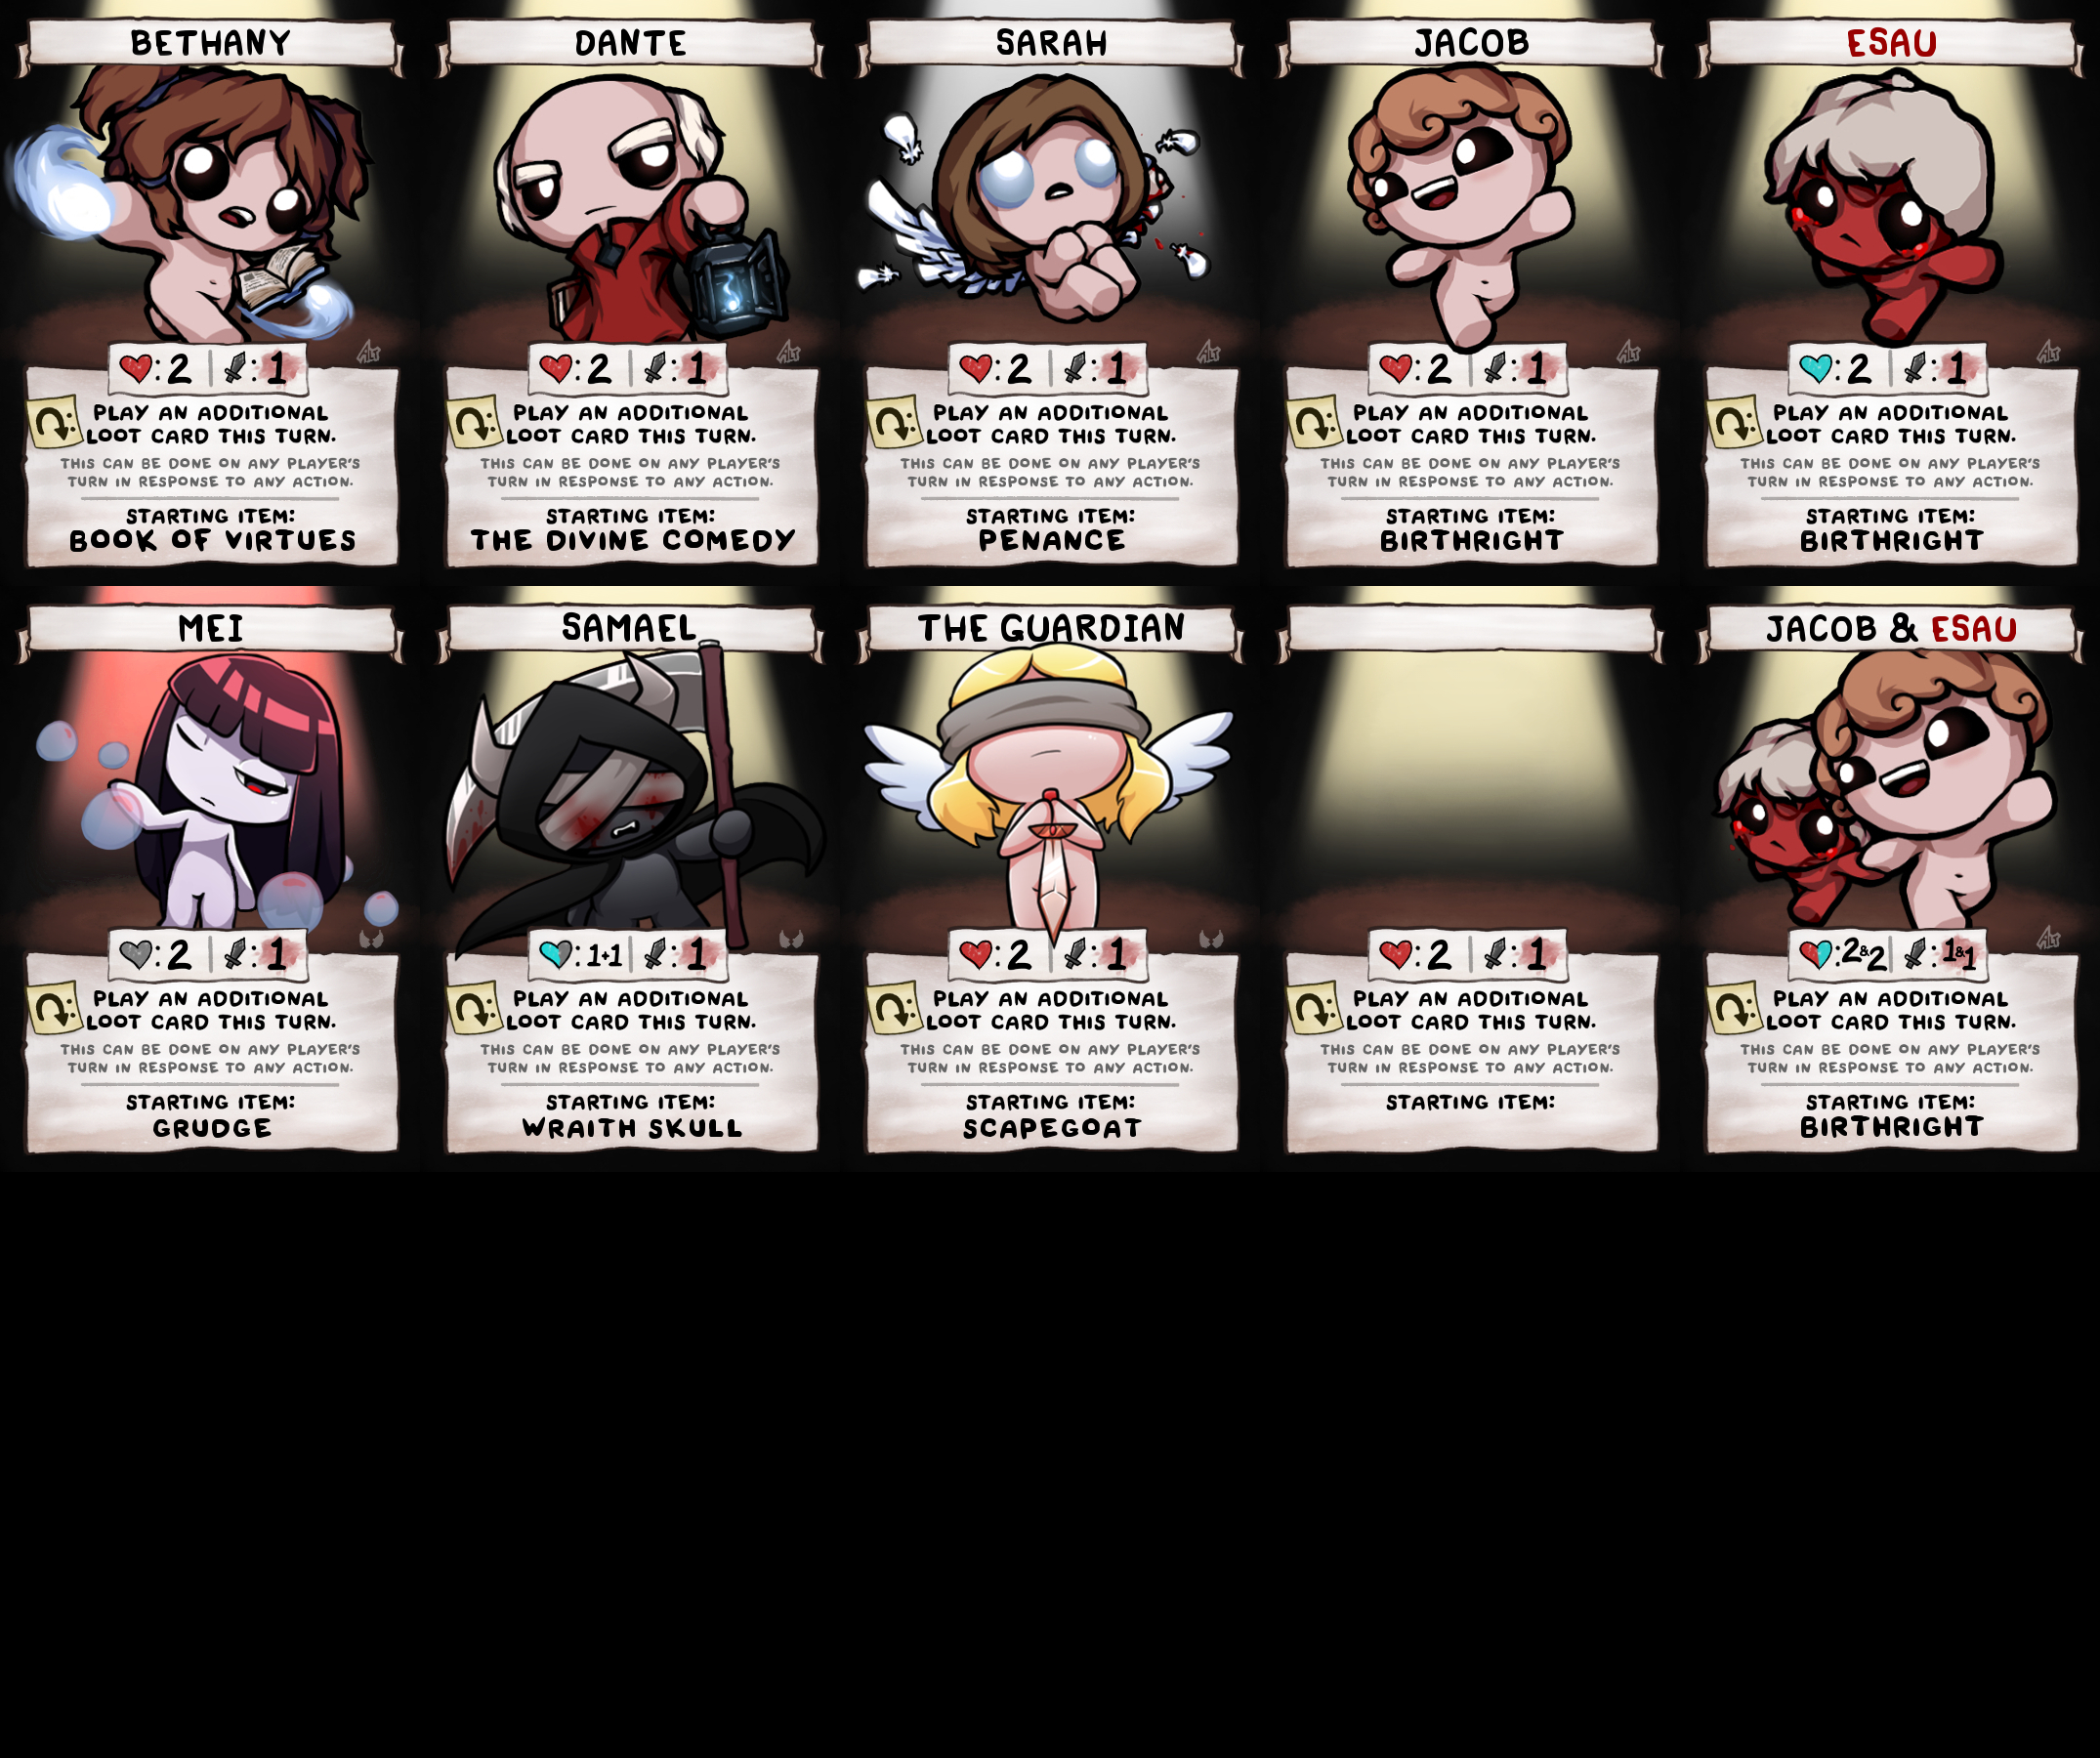 BETHANY
♥: 2 | : 1
PLAY AN ADDITIONAL
LOOT CARD THIS TURN.
THIS CAN BE DONE ON ANY PLAYER'S
TURN IN RESPONSE TO ANY ACTION.
STARTING ITEM:
BOOK OF VIRTUES
ALT
DANTE
: 2 | : 1
PLAY AN ADDITIONAL
LOOT CARD THIS TURN.
THIS CAN BE DONE ON ANY PLAYER'S
TURN IN RESPONSE TO ANY ACTION.
STARTING ITEM:
THE DIVINE COMEDY
ALT
SARAH
: 2 | : 1
PLAY AN ADDITIONAL
LOOT CARD THIS TURN.
THIS CAN BE DONE ON ANY PLAYER'S
TURN IN RESPONSE TO ANY ACTION.
STARTING ITEM:
PENANCE
ALT
JACOB
: 2 | : 1
PLAY AN ADDITIONAL
LOOT CARD THIS TURN.
THIS CAN BE DONE ON ANY PLAYER'S
TURN IN RESPONSE TO ANY ACTION.
STARTING ITEM:
BIRTHRIGHT
ALT
ESAU
: 2 | : 1
PLAY AN ADDITIONAL
LOOT CARD THIS TURN.
THIS CAN BE DONE ON ANY PLAYER'S
TURN IN RESPONSE TO ANY ACTION.
STARTING ITEM:
BIRTHRIGHT
ALT
MEI
: 2 | : 1
PLAY AN ADDITIONAL
LOOT CARD THIS TURN.
THIS CAN BE DONE ON ANY PLAYER'S
TURN IN RESPONSE TO ANY ACTION.
STARTING ITEM:
GRUDGE
SAMAEL
: 1+1 | : 1
PLAY AN ADDITIONAL
LOOT CARD THIS TURN.
THIS CAN BE DONE ON ANY PLAYER'S
TURN IN RESPONSE TO ANY ACTION.
STARTING ITEM:
WRAITH SKULL
THE GUARDIAN
: 2 | : 1
PLAY AN ADDITIONAL
LOOT CARD THIS TURN.
THIS CAN BE DONE ON ANY PLAYER'S
TURN IN RESPONSE TO ANY ACTION.
STARTING ITEM:
SCAPEGOAT
: 2 | : 1
PLAY AN ADDITIONAL
LOOT CARD THIS TURN.
THIS CAN BE DONE ON ANY PLAYER'S
TURN IN RESPONSE TO ANY ACTION.
STARTING ITEM:
JACOB & ESAU
: 2&2 | : 1&1
PLAY AN ADDITIONAL
LOOT CARD THIS TURN.
THIS CAN BE DONE ON ANY PLAYER'S
TURN IN RESPONSE TO ANY ACTION.
STARTING ITEM:
BIRTHRIGHT
ALT